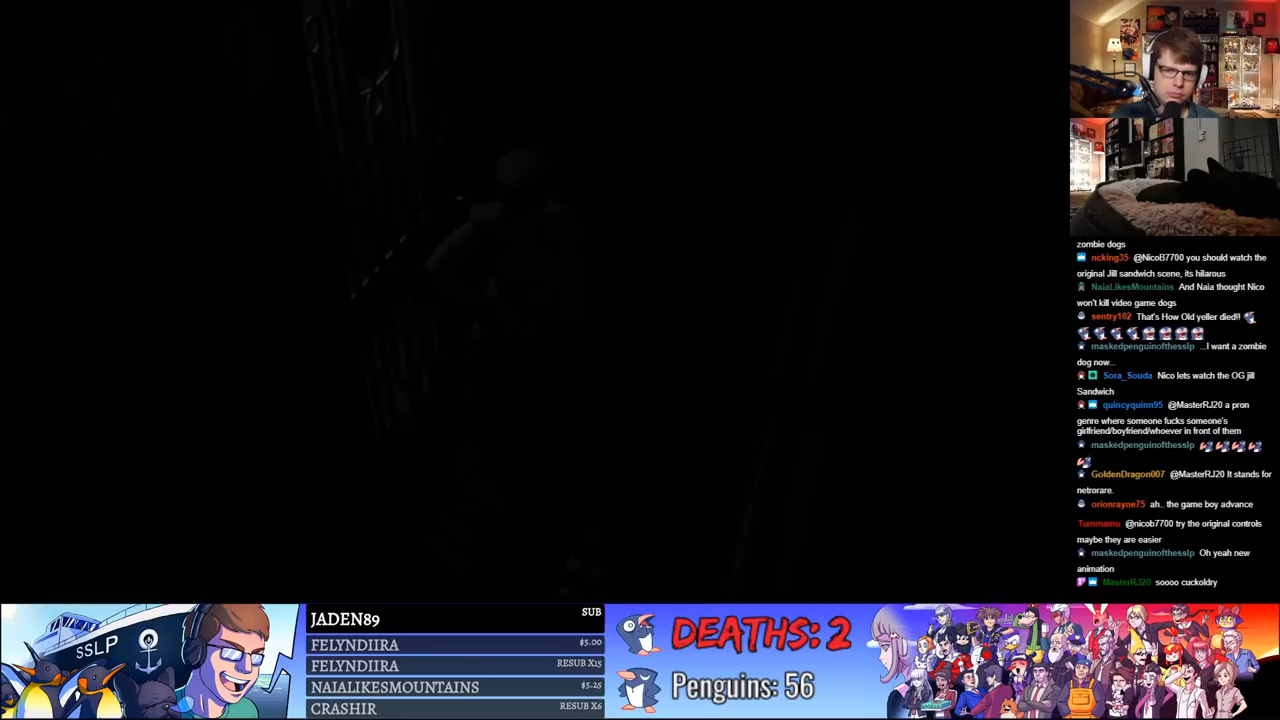 zombie dogs
ncking35 @NicoB7700 you should watch the
original Jill sandwich scene, its hilarous
NaiaLikesMountains And Naia thought Nico
won't kill video game dogs
sentry102 That's How Old yeller died!!
maskedpenguinofthesslp ...I want a zombie
dog now...
Sora_Souda Nico lets watch the OG jill
Sandwich
quincyquinn95 @MasterRJ20 a pron
genre where someone fucks someone's
girlfriend/boyfriend/whoever in front of them
maskedpenguinofthesslp
GoldenDragon007 @MasterRJ20 It stands for
netrorare.
orionrayne75 ah.. the game boy advance
Tummamu @nicob7700 try the original controls
maybe they are easier
maskedpenguinofthesslp Oh yeah new
animation
MasterRJ20 soooo cuckoldry
SSLP
JADEN89 SUB
FELYNDIIRA $5.00
FELYNDIIRA RESUB X15
NAIALIKESMOUNTAINS $5.25
CRASHIR RESUB X6
DEATHS: 2
Penguins: 56